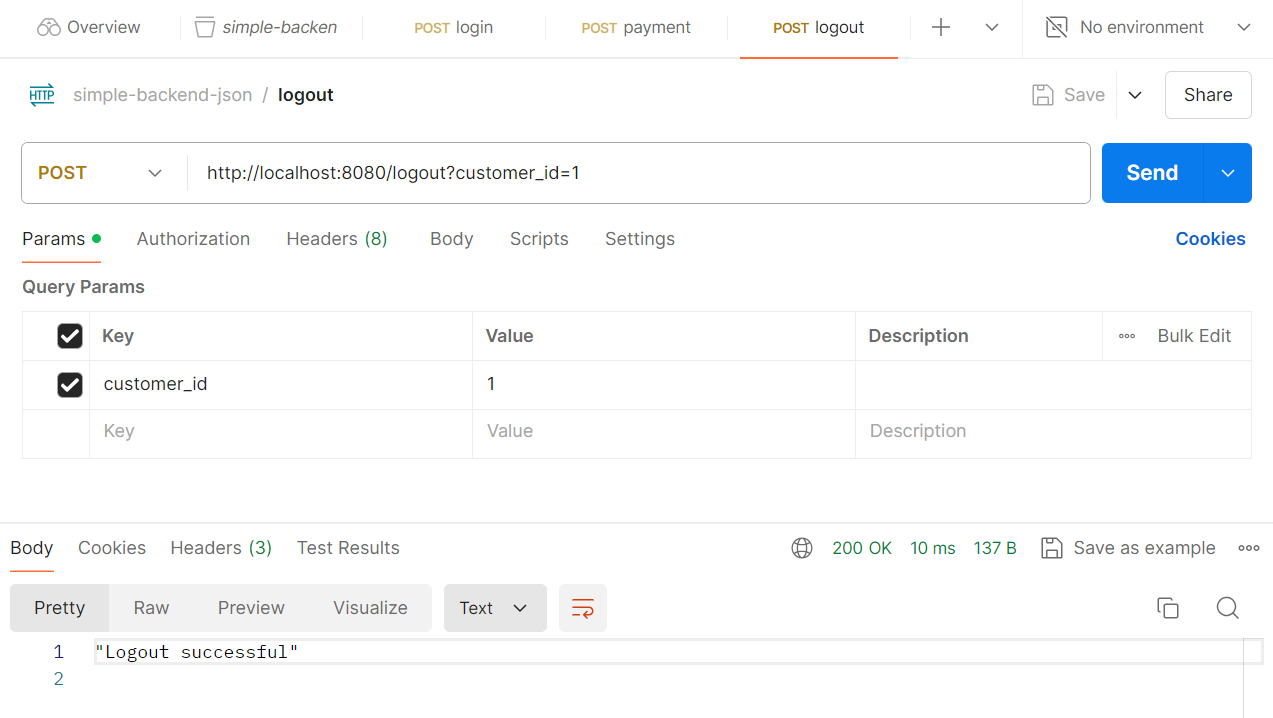 Overview simple-backen POST login POST payment POST logout No environment
HTTP simple-backend-json / logout Save Share
POST http://localhost:8080/logout?customer_id=1 Send
Params Authorization Headers (8) Body Scripts Settings Cookies
Query Params
Key Value Description Bulk Edit
customer_id 1
Key Value Description
Body Cookies Headers (3) Test Results 200 OK 10 ms 137 B Save as example
Pretty Raw Preview Visualize Text
1 "Logout successful"
2